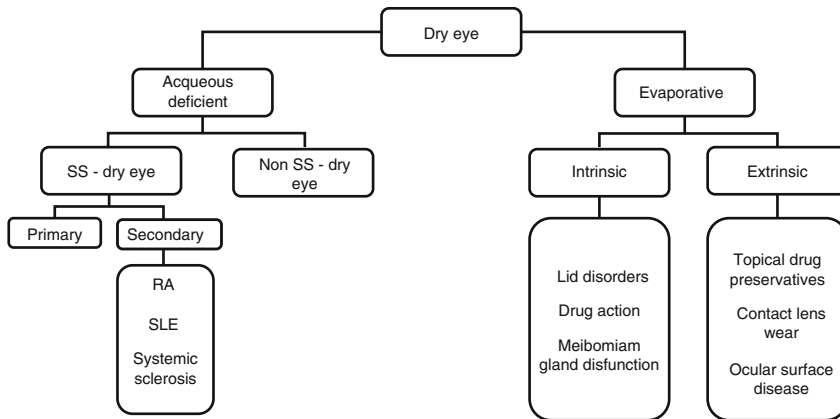 Dry eye
Acqueous
deficient
Evaporative
SS - dry eye
Non SS - dry
eye
Intrinsic
Extrinsic
Primary
Secondary
RA
SLE
Systemic
sclerosis
Lid disorders
Drug action
Meibomiam
gland disfunction
Topical drug
preservatives
Contact lens
wear
Ocular surface
disease